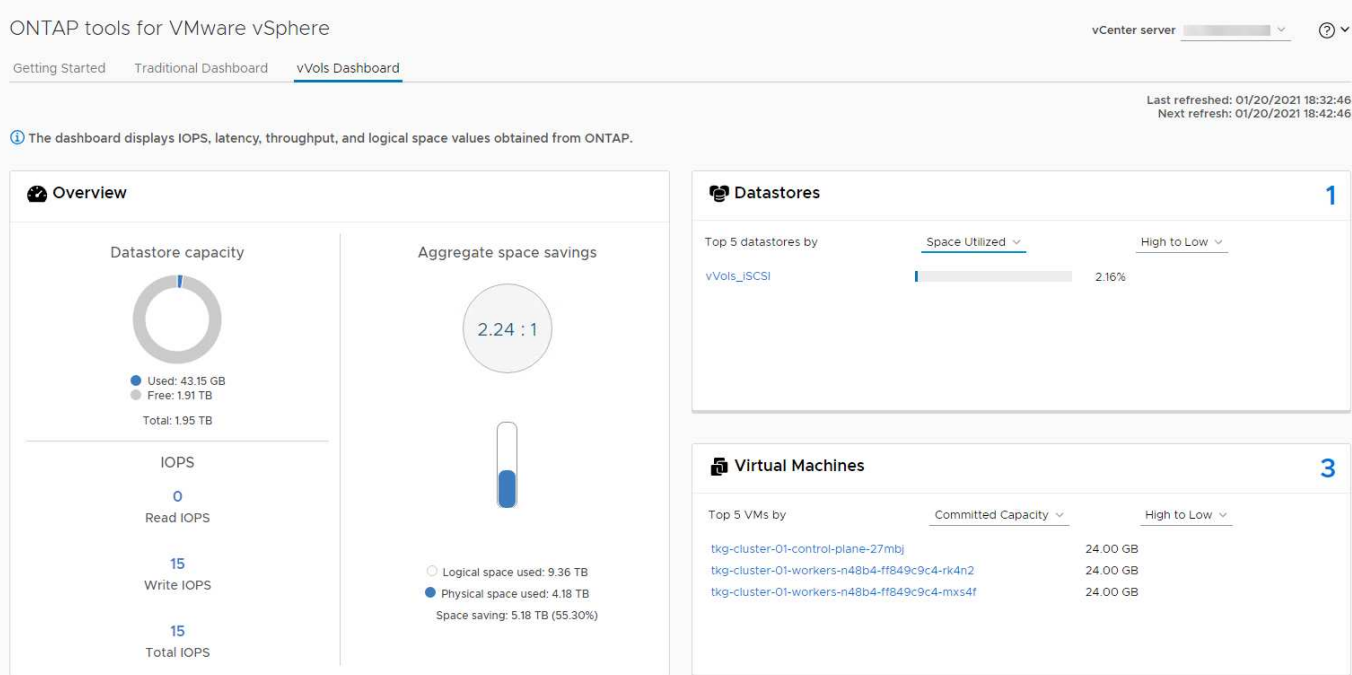 ONTAP tools for VMware vSphere
vCenter server
Getting Started
Traditional Dashboard
vVols Dashboard
Last refreshed: 01/20/2021 18:32:46
Next refresh: 01/20/2021 18:42:46
The dashboard displays IOPS, latency, throughput, and logical space values obtained from ONTAP.
Overview
Datastore capacity
Used: 43.15 GB
Free: 1.91 TB
Total: 1.95 TB
IOPS
0
Read IOPS
15
Write IOPS
15
Total IOPS
Aggregate space savings
2.24 : 1
Logical space used: 9.36 TB
Physical space used: 4.18 TB
Space saving: 5.18 TB (55.30%)
Datastores
1
Top 5 datastores by
Space Utilized
High to Low
vVols_iSCSI
2.16%
Virtual Machines
3
Top 5 VMs by
Committed Capacity
High to Low
tkg-cluster-01-control-plane-27mbj
24.00 GB
tkg-cluster-01-workers-n48b4-ff849c9c4-rk4n2
24.00 GB
tkg-cluster-01-workers-n48b4-ff849c9c4-mxs4f
24.00 GB